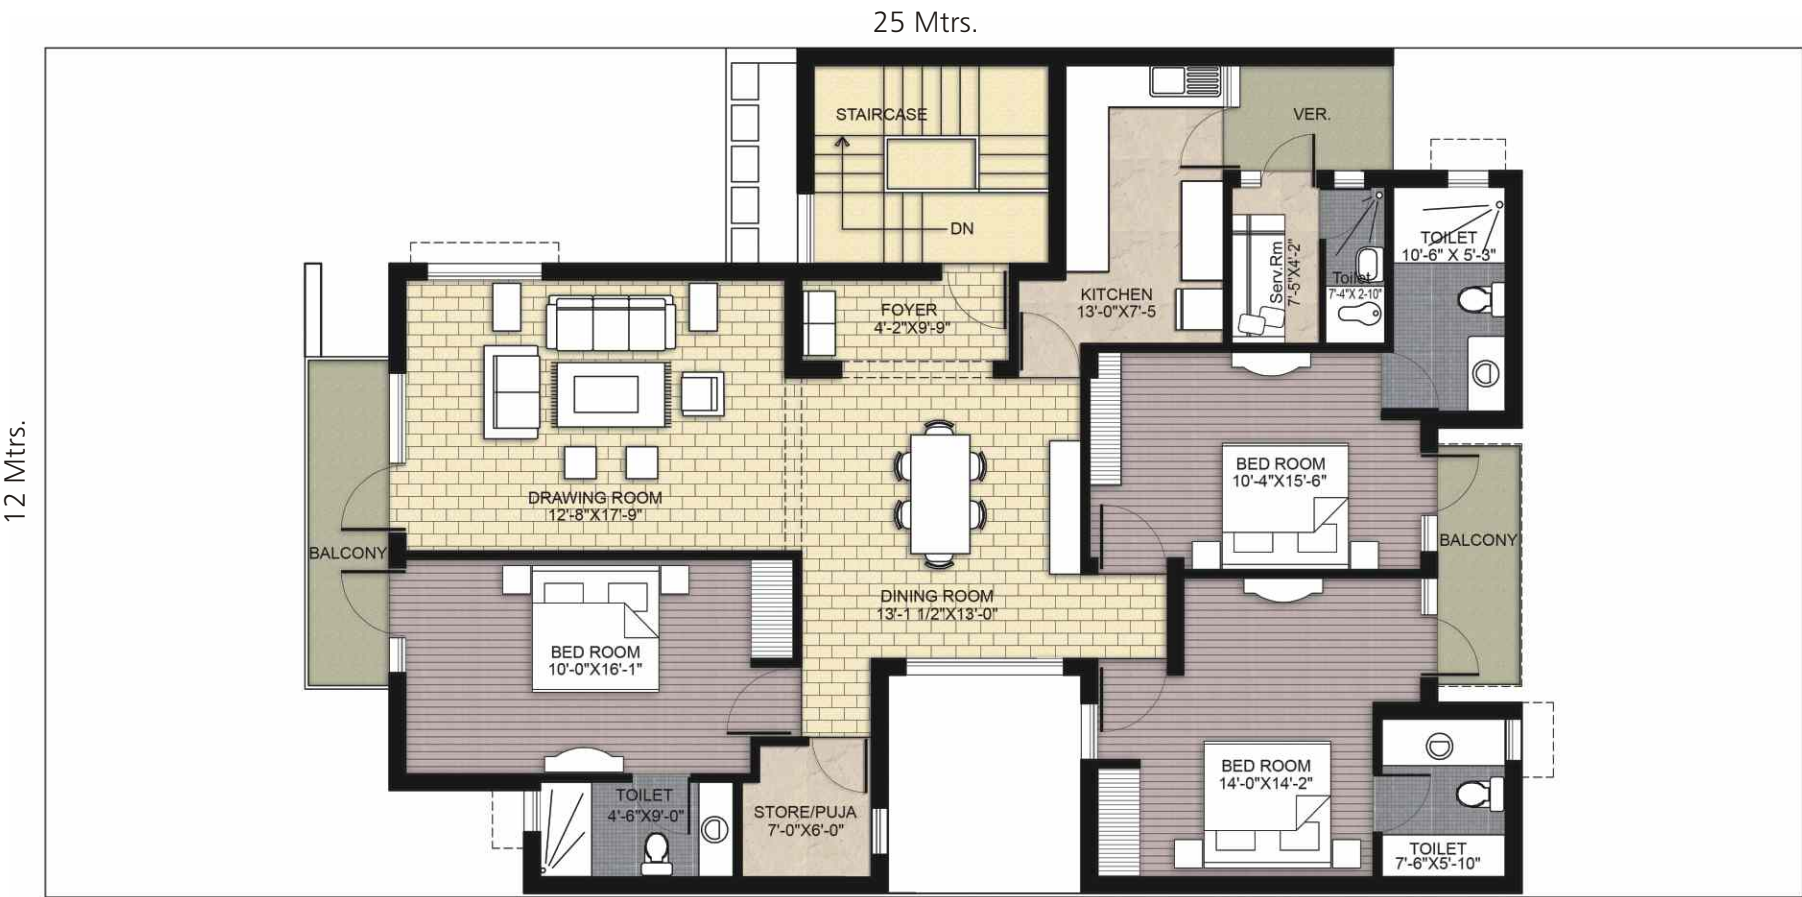 25 Mtrs.
12 Mtrs.
STAIRCASE
DN
VER.
TOILET
10'-6" X 5'-3"
Serv.Rm
7'-5"X4'-2"
Toilet
7'-4"X 2-10"
KITCHEN
13'-0"X7'-5
FOYER
4'-2"X9'-9"
DRAWING ROOM
12'-8"X17'-9"
BALCONY
BED ROOM
10'-4"X15'-6"
BALCONY
DINING ROOM
13'-1 1/2"X13'-0"
BED ROOM
10'-0"X16'-1"
BED ROOM
14'-0"X14'-2"
TOILET
4'-6"X9'-0"
STORE/PUJA
7'-0"X6'-0"
TOILET
7'-6"X5'-10"